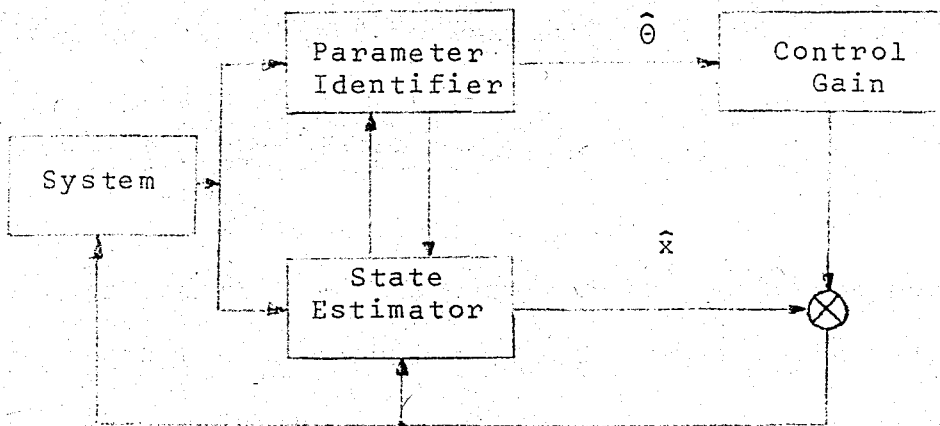 Parameter
Identifier
Θ̂
Control
Gain
System
State
Estimator
x̂